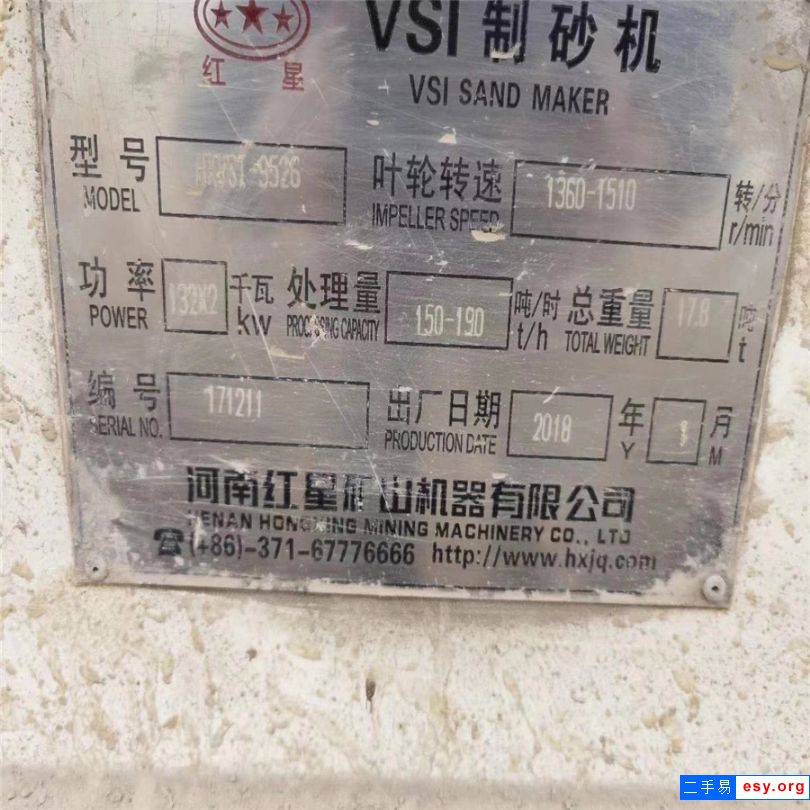 红星
VSI 制砂机
VSI SAND MAKER
型号 叶轮转速 1360-1510 转/分
MODEL IMPELLER SPEED r/min
功率 132X2 千瓦 处理量 150-190 吨/时 总重量 17.8 吨
POWER kw PROCESSING CAPACITY t/h TOTAL WEIGHT t
编号 171211 出厂日期 2018 年 月
SERIAL NO. PRODUCTION DATE Y M
河南红星矿山机器有限公司
HENAN HONGXING MINING MACHINERY CO., LTD
☎(+86)-371-67776666 http://www.hxjq.com
二手易 esy.org